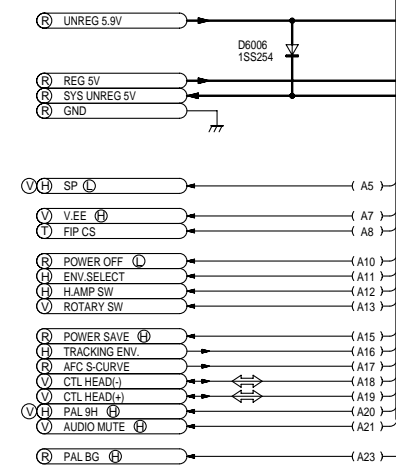 R UNREG 5.9V
D6006
1SS254
R REG 5V
R SYS UNREG 5V
R GND
V H SP L A5
V V.EE H A7
T FIP CS A8
R POWER OFF L A10
H ENV.SELECT A11
H H.AMP SW A12
V ROTARY SW A13
R POWER SAVE H A15
H TRACKING ENV. A16
R AFC S-CURVE A17
V CTL HEAD(-) A18
V CTL HEAD(+) A19
V H PAL 9H H A20
V AUDIO MUTE H A21
R PAL BG H A23